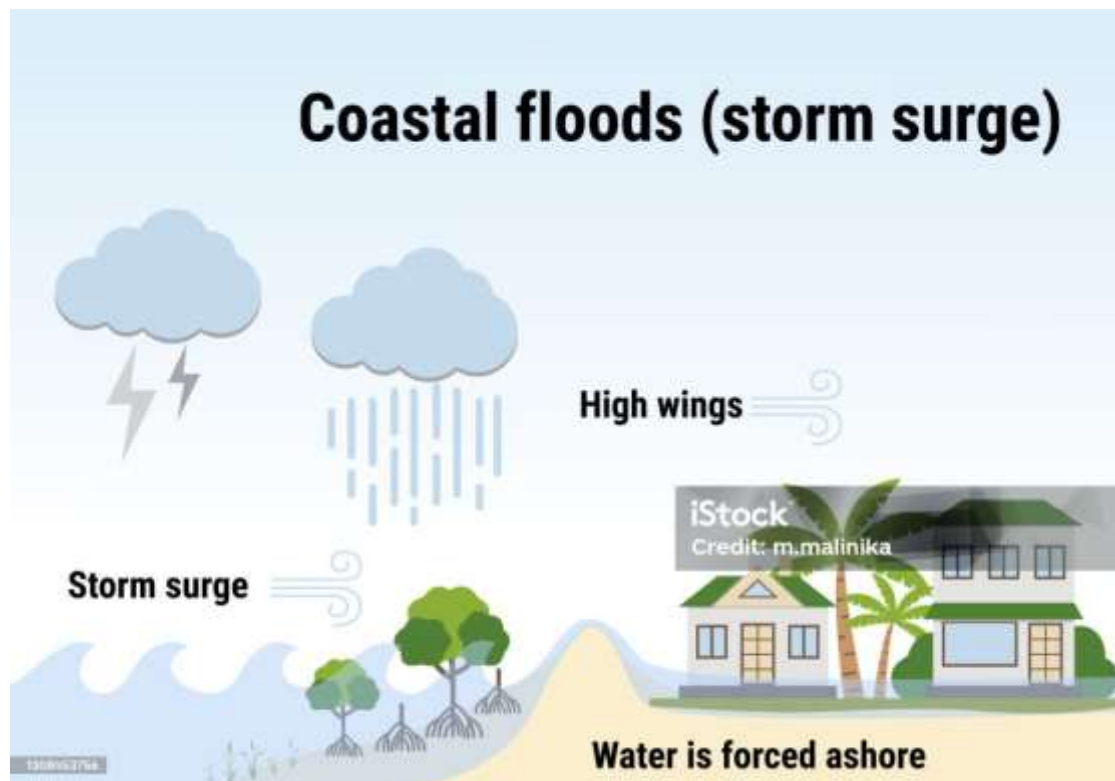 Coastal floods (storm surge)
High wings
iStock
Credit: m.malinika
Storm surge
Water is forced ashore